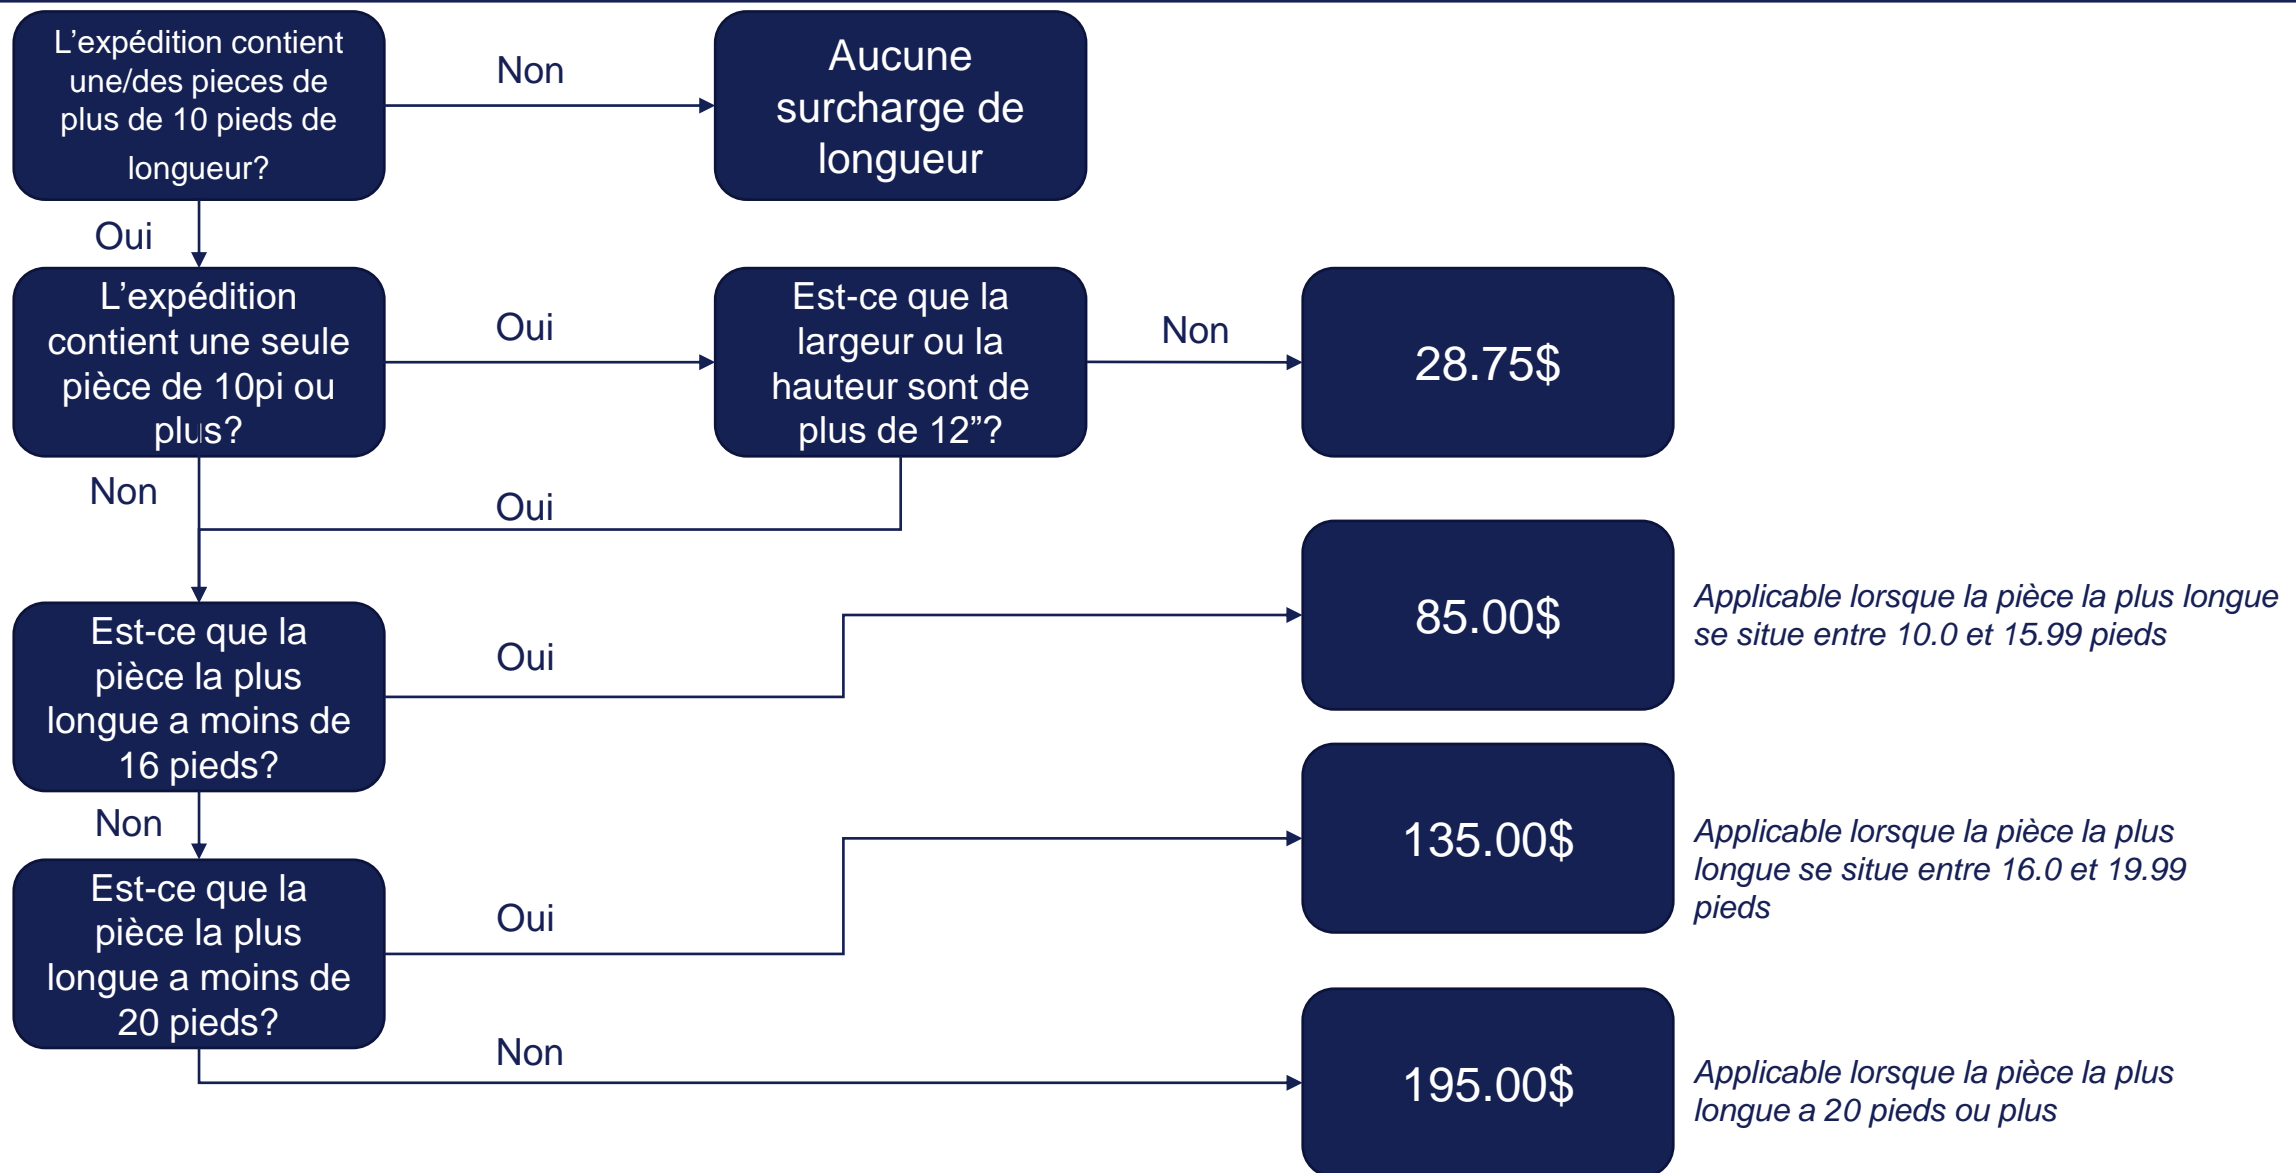 L’expédition contient
une/des pieces de
plus de 10 pieds de
longueur?
Non
Aucune
surcharge de
longueur
Oui
L’expédition
contient une seule
pièce de 10pi ou
plus?
Oui
Est-ce que la
largeur ou la
hauteur sont de
plus de 12”?
Non
28.75$
Non
Oui
Est-ce que la
pièce la plus
longue a moins de
16 pieds?
Oui
85.00$
Applicable lorsque la pièce la plus longue
se situe entre 10.0 et 15.99 pieds
Non
Est-ce que la
pièce la plus
longue a moins de
20 pieds?
Oui
135.00$
Applicable lorsque la pièce la plus
longue se situe entre 16.0 et 19.99
pieds
Non
195.00$
Applicable lorsque la pièce la plus
longue a 20 pieds ou plus